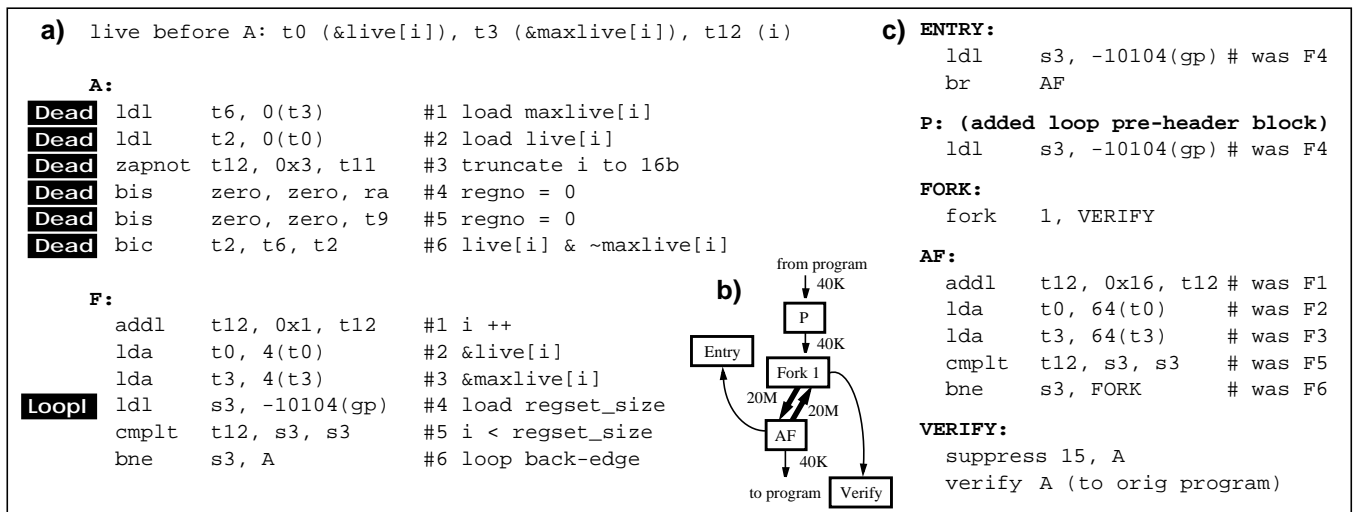 a) live before A: t0 (&live[i]), t3 (&maxlive[i]), t12 (i)
A:
Dead ldl t6, 0(t3) #1 load maxlive[i]
Dead ldl t2, 0(t0) #2 load live[i]
Dead zapnot t12, 0x3, t11 #3 truncate i to 16b
Dead bis zero, zero, ra #4 regno = 0
Dead bis zero, zero, t9 #5 regno = 0
Dead bic t2, t6, t2 #6 live[i] & ~maxlive[i]
F:
addl t12, 0x1, t12 #1 i ++
lda t0, 4(t0) #2 &live[i]
lda t3, 4(t3) #3 &maxlive[i]
LoopI ldl s3, -10104(gp) #4 load regset_size
cmplt t12, s3, s3 #5 i < regset_size
bne s3, A #6 loop back-edge
b)
from program
40K
P
40K
Entry
Fork 1
20M
20M
AF
40K
to program
Verify
c) ENTRY:
ldl s3, -10104(gp) # was F4
br AF
P: (added loop pre-header block)
ldl s3, -10104(gp) # was F4
FORK:
fork 1, VERIFY
AF:
addl t12, 0x16, t12 # was F1
lda t0, 64(t0) # was F2
lda t3, 64(t3) # was F3
cmplt t12, s3, s3 # was F5
bne s3, FORK # was F6
VERIFY:
suppress 15, A
verify A (to orig program)